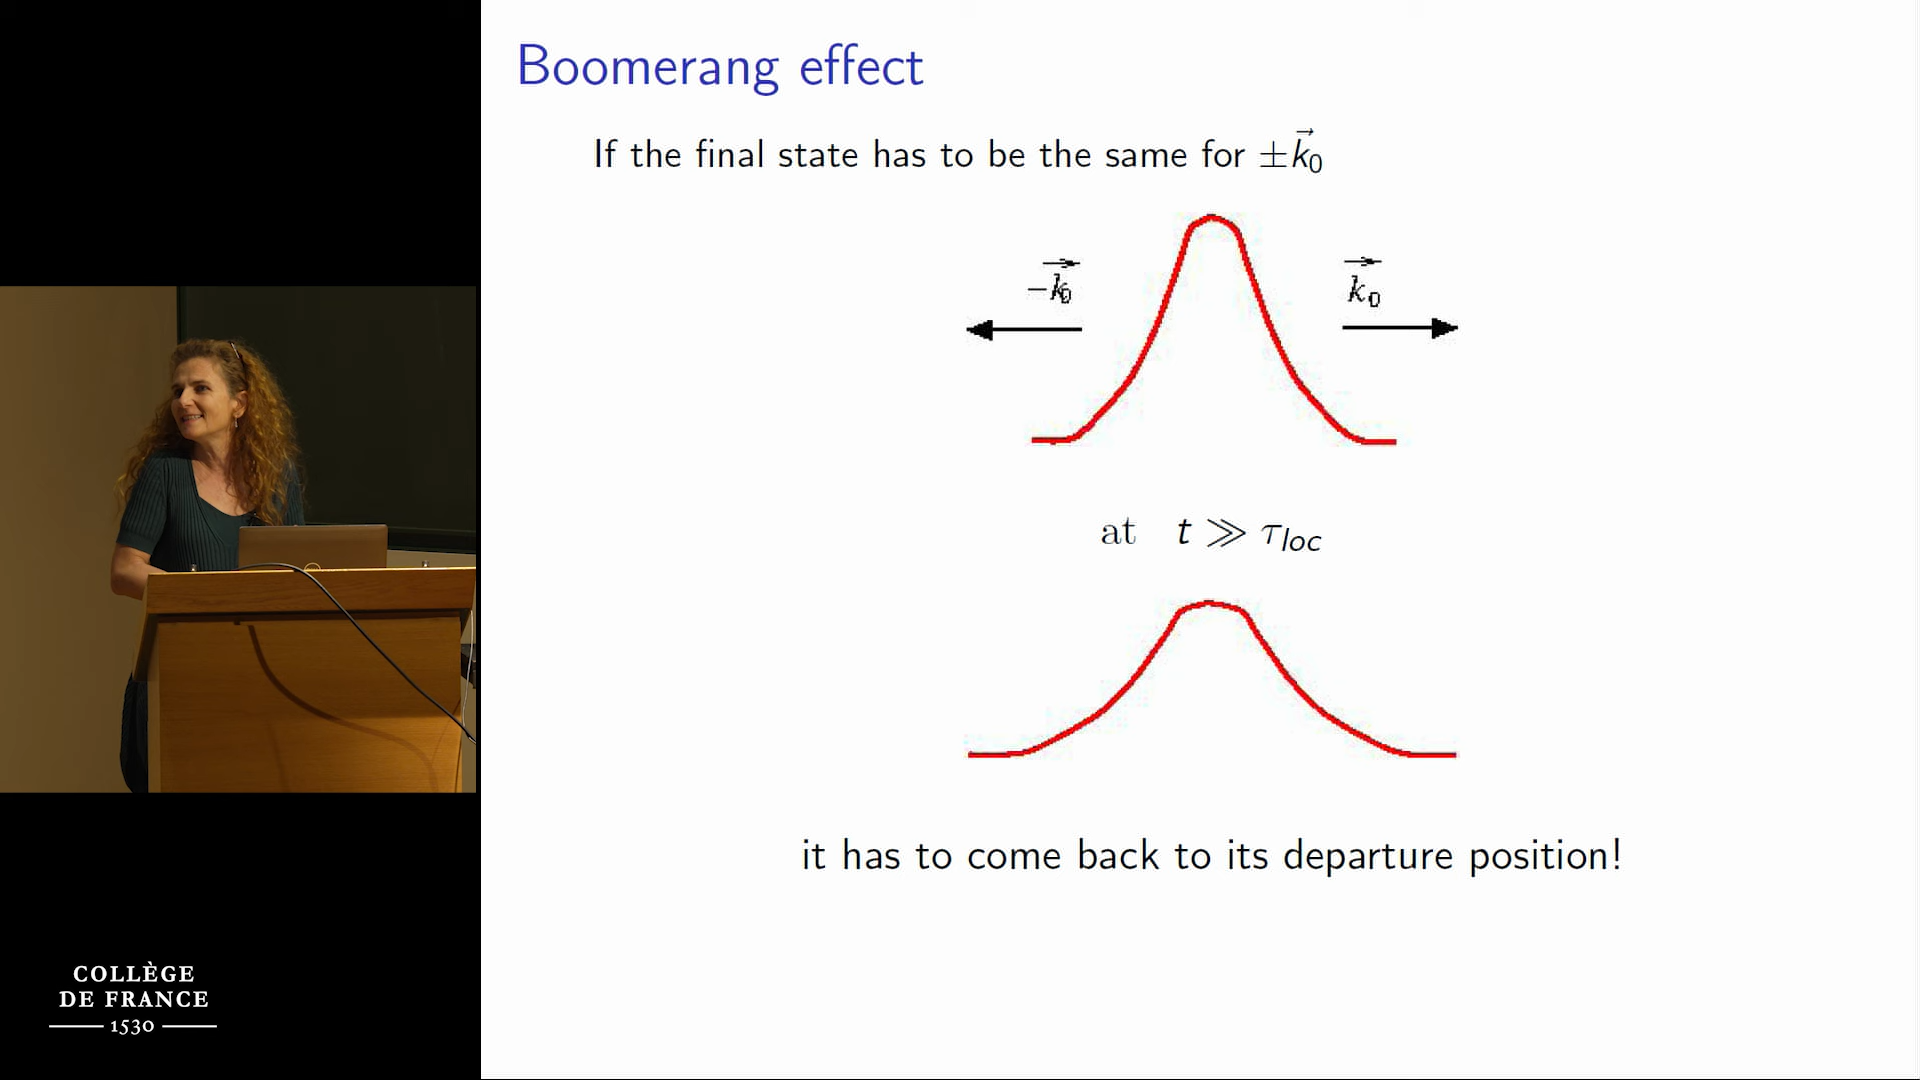 Boomerang effect
If the final state has to be the same for ±k⃗₀
−k⃗₀
k⃗₀
at t ≫ τ_loc
it has to come back to its departure position!
COLLÈGE
DE FRANCE
1530